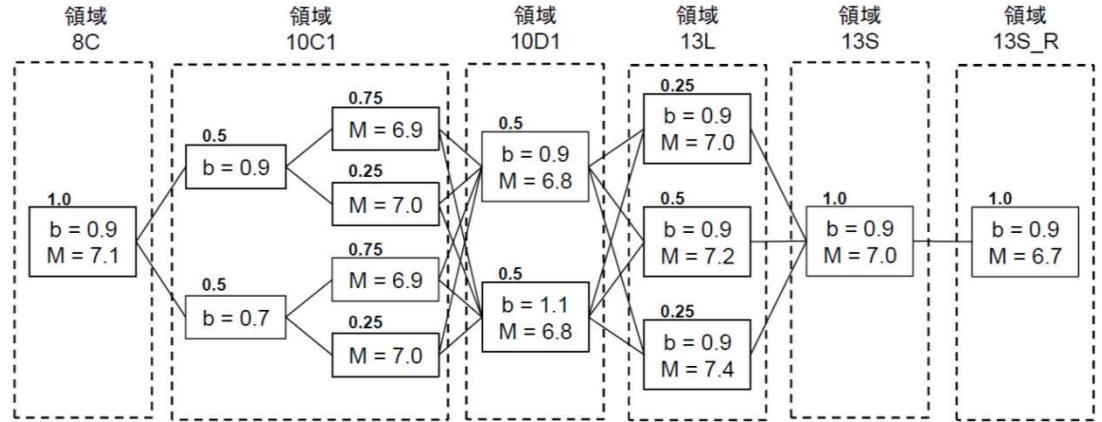 領域
8C
領域
10C1
領域
10D1
領域
13L
領域
13S
領域
13S_R
1.0
b = 0.9
M = 7.1
0.5
b = 0.9
0.5
b = 0.7
0.75
M = 6.9
0.25
M = 7.0
0.75
M = 6.9
0.25
M = 7.0
0.5
b = 0.9
M = 6.8
0.5
b = 1.1
M = 6.8
0.25
b = 0.9
M = 7.0
0.5
b = 0.9
M = 7.2
0.25
b = 0.9
M = 7.4
1.0
b = 0.9
M = 7.0
1.0
b = 0.9
M = 6.7